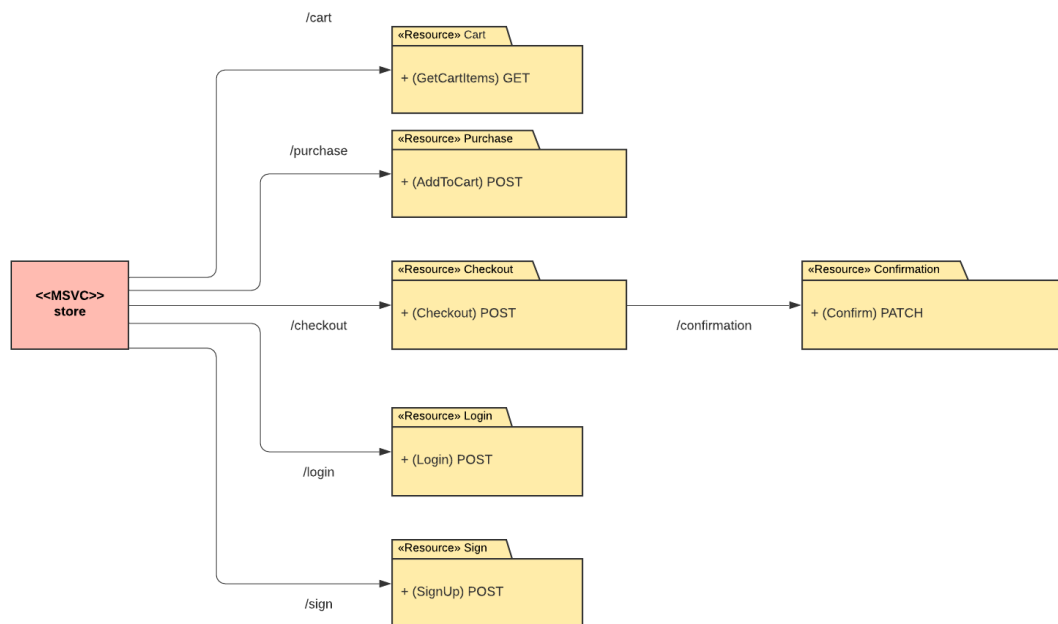 /cart
«Resource» Cart
+ (GetCartItems) GET
/purchase
«Resource» Purchase
+ (AddToCart) POST
<<MSVC>>
store
/checkout
«Resource» Checkout
+ (Checkout) POST
/confirmation
«Resource» Confirmation
+ (Confirm) PATCH
/login
«Resource» Login
+ (Login) POST
/sign
«Resource» Sign
+ (SignUp) POST